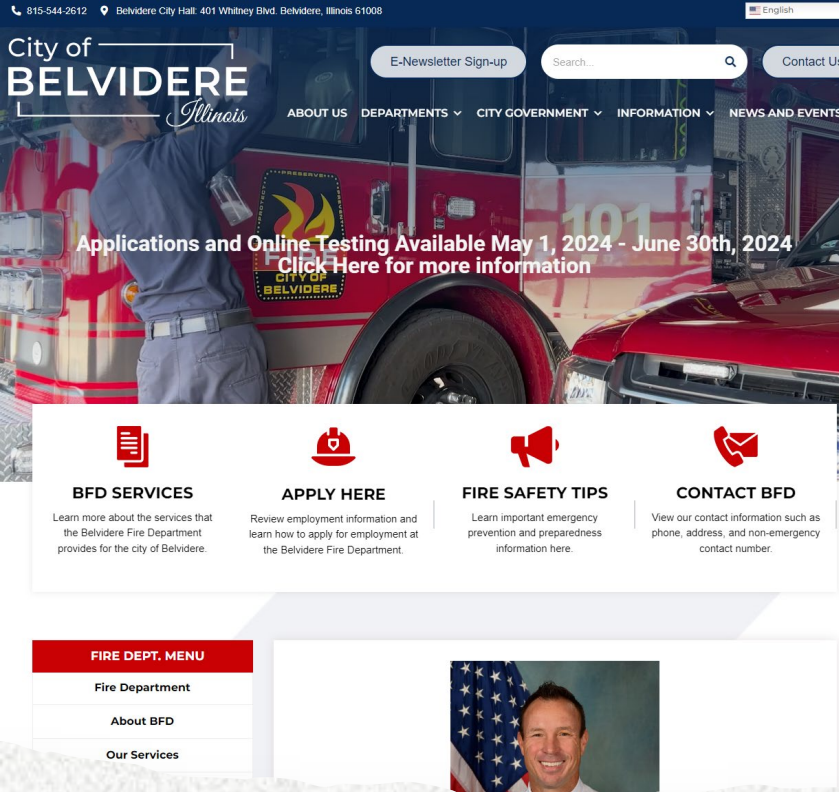 815-544-2612 Belvidere City Hall: 401 Whitney Blvd. Belvidere, Illinois 61008
English
City of
BELVIDERE
Illinois
E-Newsletter Sign-up
Search...
Contact Us
ABOUT US DEPARTMENTS CITY GOVERNMENT INFORMATION NEWS AND EVENTS
PRESERVE!
101
Applications and Online Testing Available May 1, 2024 - June 30th, 2024
Click Here for more information
FIRE
CITY OF
BELVIDERE
BFD SERVICES
Learn more about the services that
the Belvidere Fire Department
provides for the city of Belvidere.
APPLY HERE
Review employment information and
learn how to apply for employment at
the Belvidere Fire Department.
FIRE SAFETY TIPS
Learn important emergency
prevention and preparedness
information here.
CONTACT BFD
View our contact information such as
phone, address, and non-emergency
contact number.
FIRE DEPT. MENU
Fire Department
About BFD
Our Services